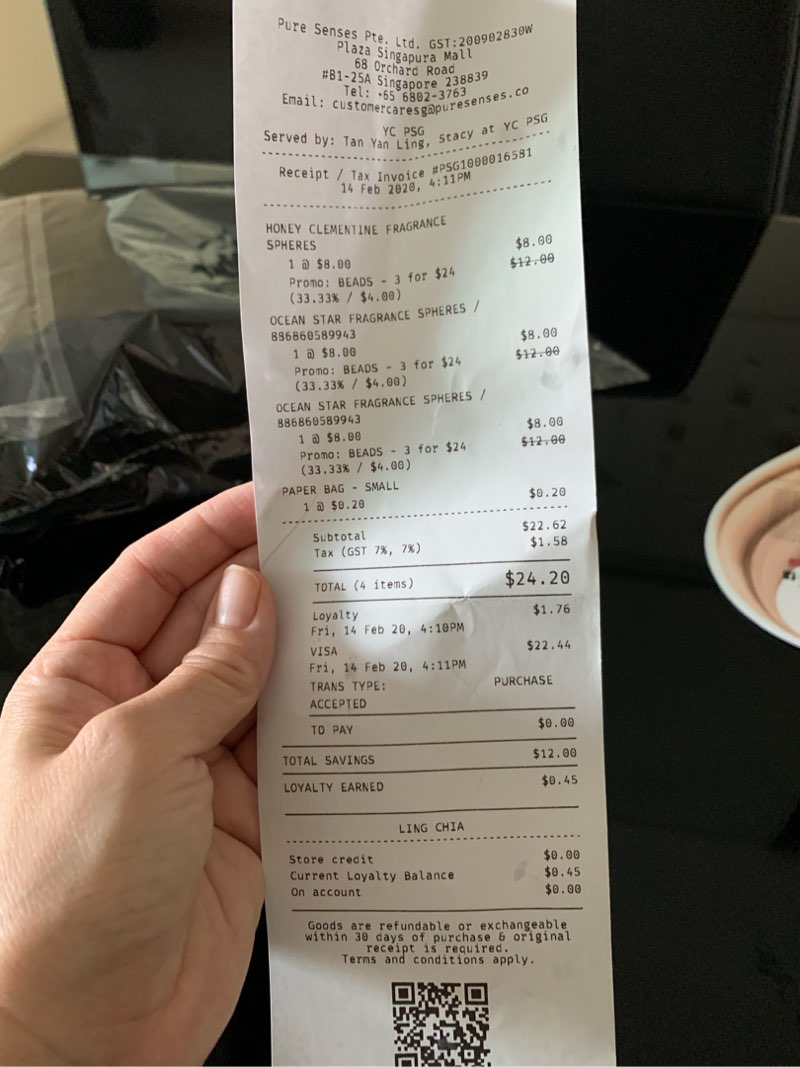 Pure Senses Pte. Ltd. GST:200902830W
Plaza Singapura Mall
68 Orchard Road
#B1-25A Singapore 238839
Tel: +65 6802-3763
Email: customercaresg@puresenses.co
YC PSG
Served by: Tan Yan Ling, Stacy at YC PSG
Receipt / Tax Invoice #PSG1000016581
14 Feb 2020, 4:11PM
HONEY CLEMENTINE FRAGRANCE
SPHERES $8.00
1 @ $8.00 $12.00
Promo: BEADS - 3 for $24
(33.33% / $4.00)
OCEAN STAR FRAGRANCE SPHERES /
886860589943 $8.00
1 @ $8.00 $12.00
Promo: BEADS - 3 for $24
(33.33% / $4.00)
OCEAN STAR FRAGRANCE SPHERES /
886860589943 $8.00
1 @ $8.00 $12.00
Promo: BEADS - 3 for $24
(33.33% / $4.00)
PAPER BAG - SMALL $0.20
1 @ $0.20
Subtotal $22.62
Tax (GST 7%, 7%) $1.58
TOTAL (4 items) $24.20
Loyalty $1.76
Fri, 14 Feb 20, 4:10PM
VISA $22.44
Fri, 14 Feb 20, 4:11PM
TRANS TYPE: PURCHASE
ACCEPTED
TO PAY $0.00
TOTAL SAVINGS $12.00
LOYALTY EARNED $0.45
LING CHIA
Store credit $0.00
Current Loyalty Balance $0.45
On account $0.00
Goods are refundable or exchangeable
within 30 days of purchase & original
receipt is required.
Terms and conditions apply.